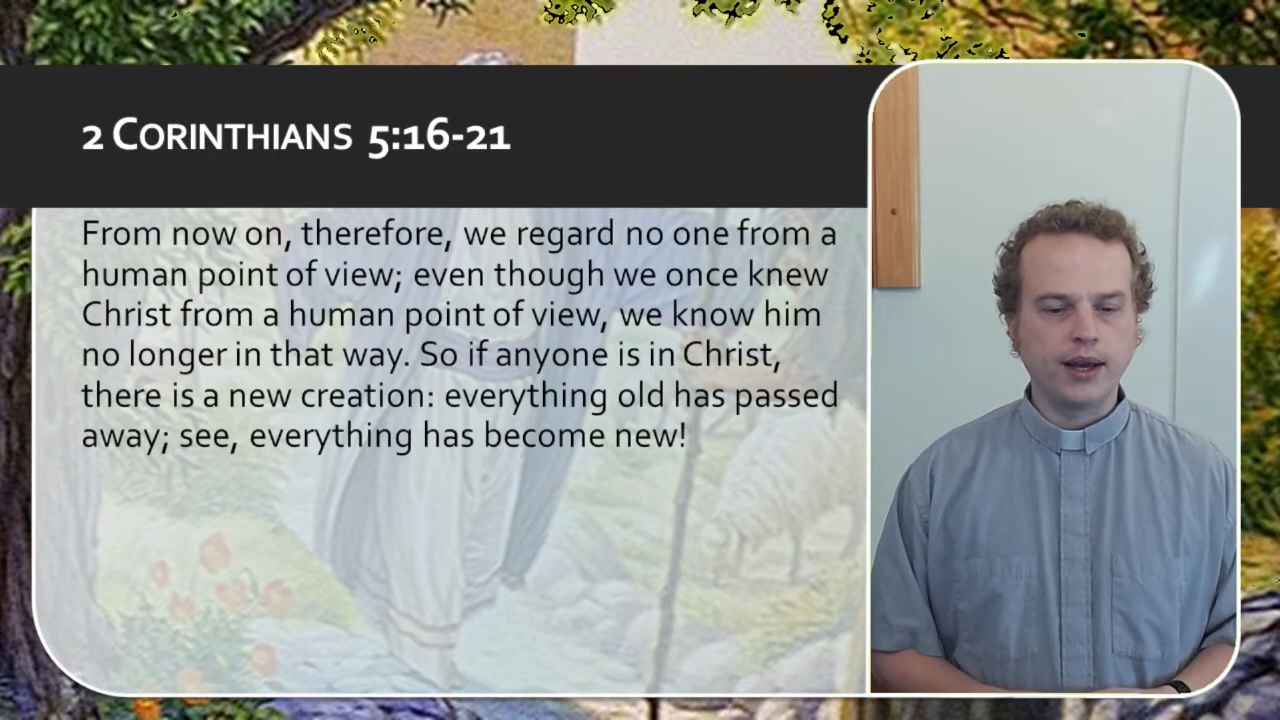 2 CORINTHIANS 5:16-21
From now on, therefore, we regard no one from a
human point of view; even though we once knew
Christ from a human point of view, we know him
no longer in that way. So if anyone is in Christ,
there is a new creation: everything old has passed
away; see, everything has become new!